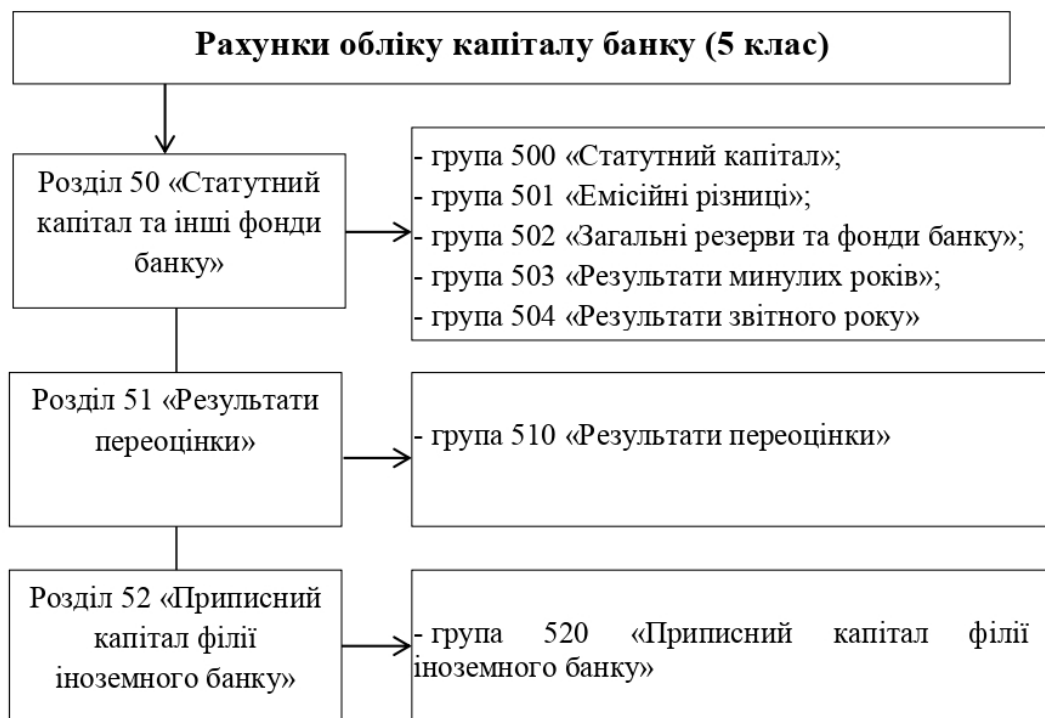 Рахунки обліку капіталу банку (5 клас)
Розділ 50 «Статутний
капітал та інші фонди
банку»
- група 500 «Статутний капітал»;
- група 501 «Емісійні різниці»;
- група 502 «Загальні резерви та фонди банку»;
- група 503 «Результати минулих років»;
- група 504 «Результати звітного року»
Розділ 51 «Результати
переоцінки»
- група 510 «Результати переоцінки»
Розділ 52 «Приписний
капітал філії
іноземного банку»
- група 520 «Приписний капітал філії
іноземного банку»